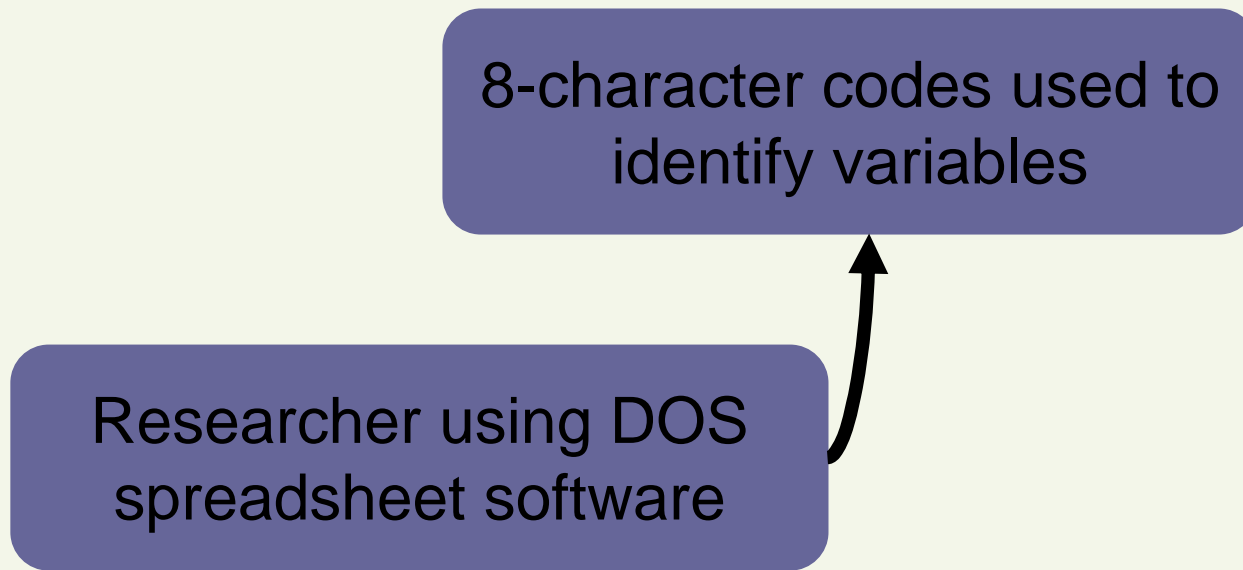 8-character codes used to
identify variables
Researcher using DOS
spreadsheet software